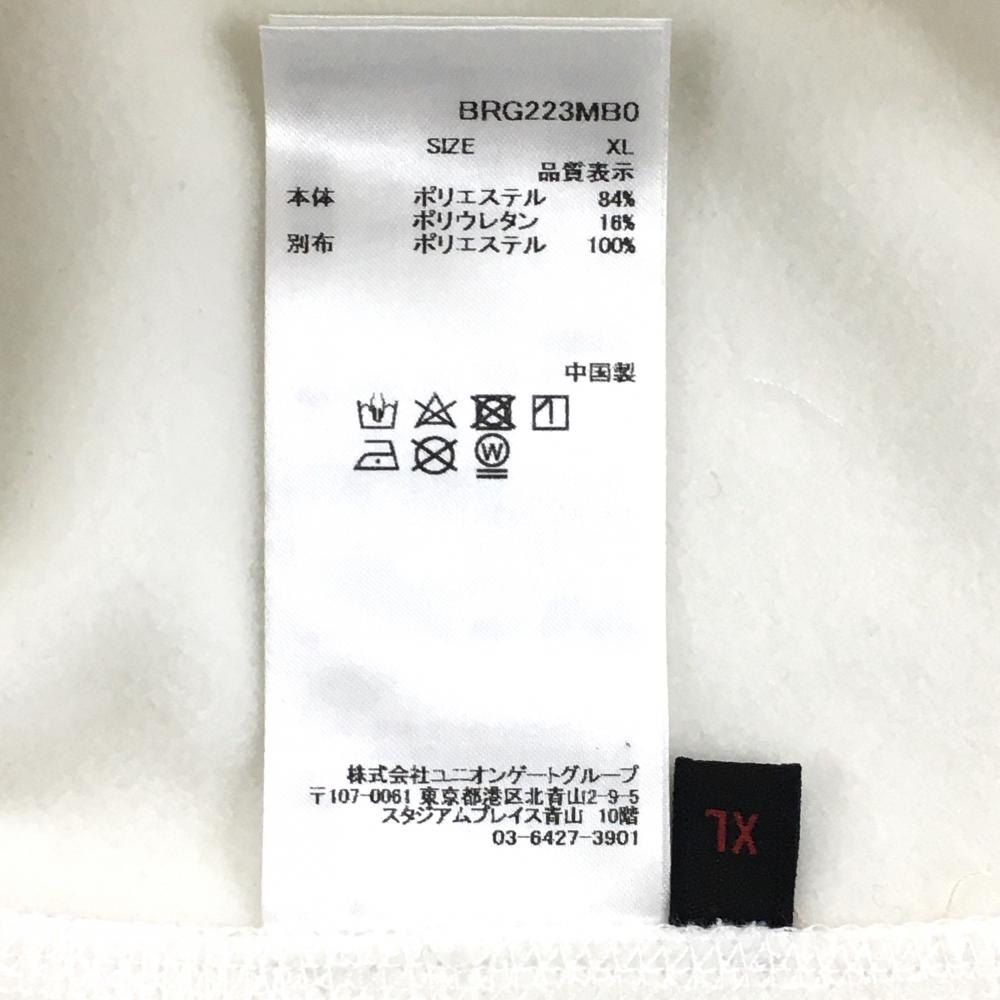 BRG223MB0
SIZE XL
品質表示
本体 ポリエステル 84%
ポリウレタン 16%
別布 ポリエステル 100%
中国製
W
株式会社ユニオンゲートグループ
〒107-0061 東京都港区北青山2-9-5
スタジアムプレイス青山 10階
03-6427-3901
XL